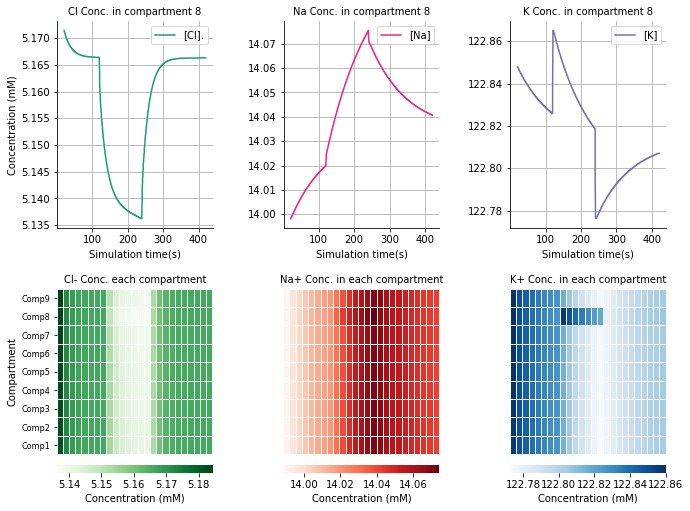 Cl Conc. in compartment 8
Concentration (mM)
5.170
5.165
5.160
5.155
5.150
5.145
5.140
5.135
[Cl].
100 200 300 400
Simulation time(s)
Na Conc. in compartment 8
14.07
14.06
14.05
14.04
14.03
14.02
14.01
14.00
[Na]
100 200 300 400
Simulation time(s)
K Conc. in compartment 8
122.86
122.84
122.82
122.80
122.78
[K]
100 200 300 400
Simulation time(s)
Cl- Conc. each compartment
Compartment
Comp9
Comp8
Comp7
Comp6
Comp5
Comp4
Comp3
Comp2
Comp1
5.14 5.15 5.16 5.17 5.18
Concentration (mM)
Na+ Conc. in each compartment
14.00 14.02 14.04 14.06
Concentration (mM)
K+ Conc. in each compartment
122.78 122.80 122.82 122.84 122.86
Concentration (mM)